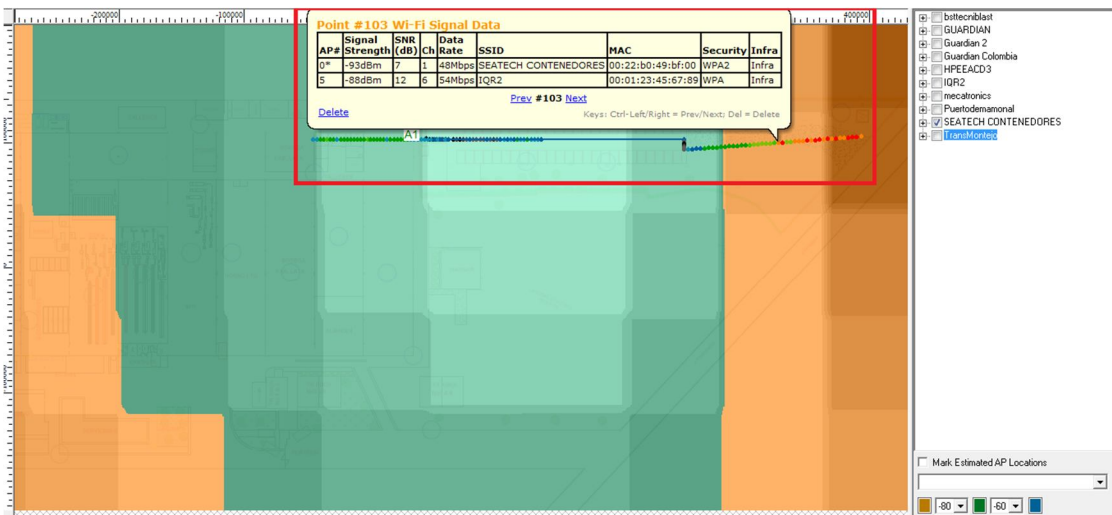 -200000
-100000
400000
Point #103 Wi-Fi Signal Data
AP# Signal Strength SNR (dB) Ch Data Rate SSID MAC Security Infra
0* -93dBm 7 1 48Mbps SEATECH CONTENEDORES 00:22:b0:49:bf:00 WPA2 Infra
5 -88dBm 12 6 54Mbps IQR2 00:01:23:45:67:89 WPA Infra
Prev #103 Next
Delete
Keys: Ctrl-Left/Right = Prev/Next; Del = Delete
A1
bsttecniblast
GUARDIAN
Guardian 2
Guardian Colombia
HPEEACD3
IQR2
mecatronics
Puertodemamonal
SEATECH CONTENEDORES
TransMontejo
Mark Estimated AP Locations
-80
-60